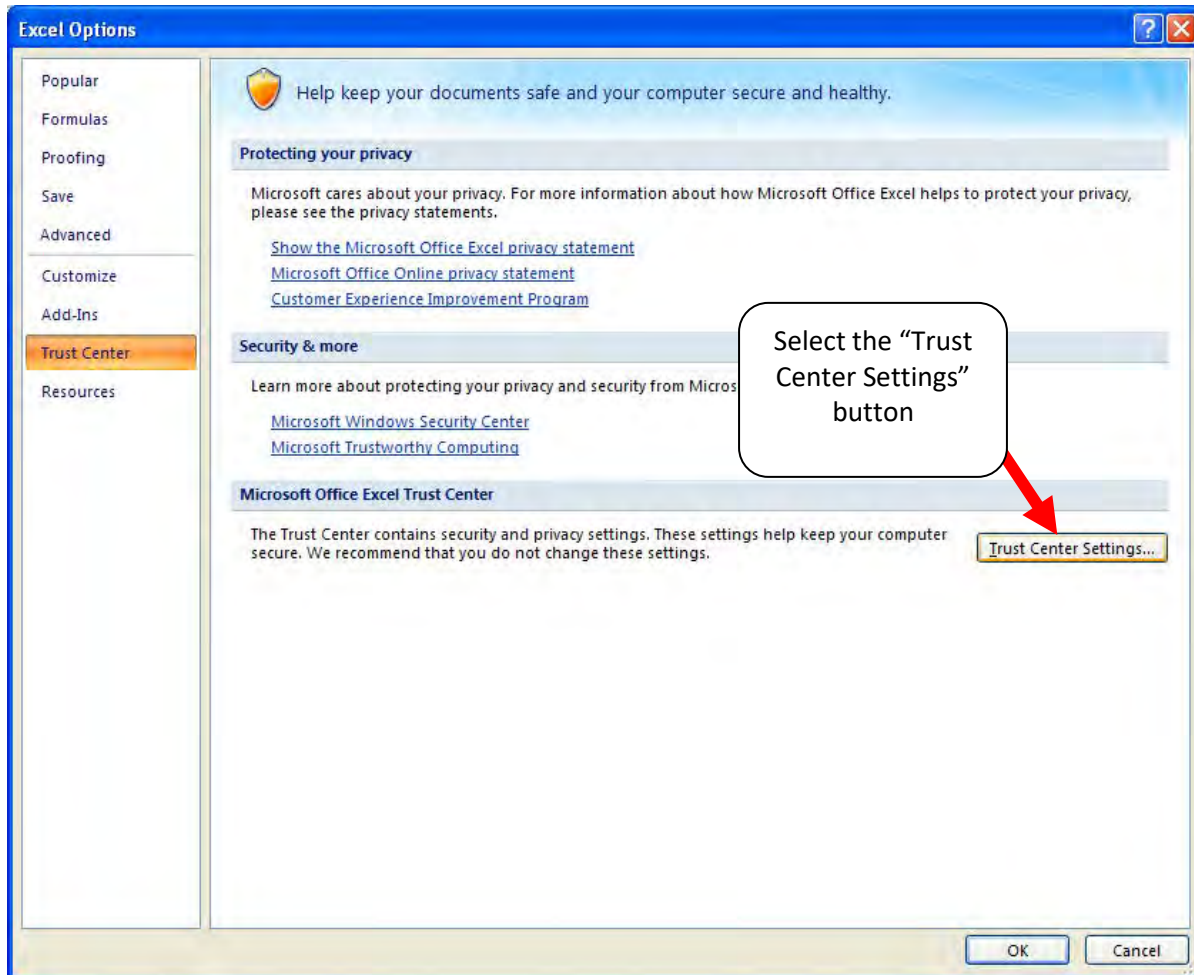 Excel Options
Popular
Formulas
Proofing
Save
Advanced
Customize
Add-Ins
Trust Center
Resources
Help keep your documents safe and your computer secure and healthy.
Protecting your privacy
Microsoft cares about your privacy. For more information about how Microsoft Office Excel helps to protect your privacy,
please see the privacy statements.
Show the Microsoft Office Excel privacy statement
Microsoft Office Online privacy statement
Customer Experience Improvement Program
Security & more
Learn more about protecting your privacy and security from Micros
Microsoft Windows Security Center
Microsoft Trustworthy Computing
Select the “Trust
Center Settings”
button
Microsoft Office Excel Trust Center
The Trust Center contains security and privacy settings. These settings help keep your computer
secure. We recommend that you do not change these settings.
Trust Center Settings...
OK
Cancel